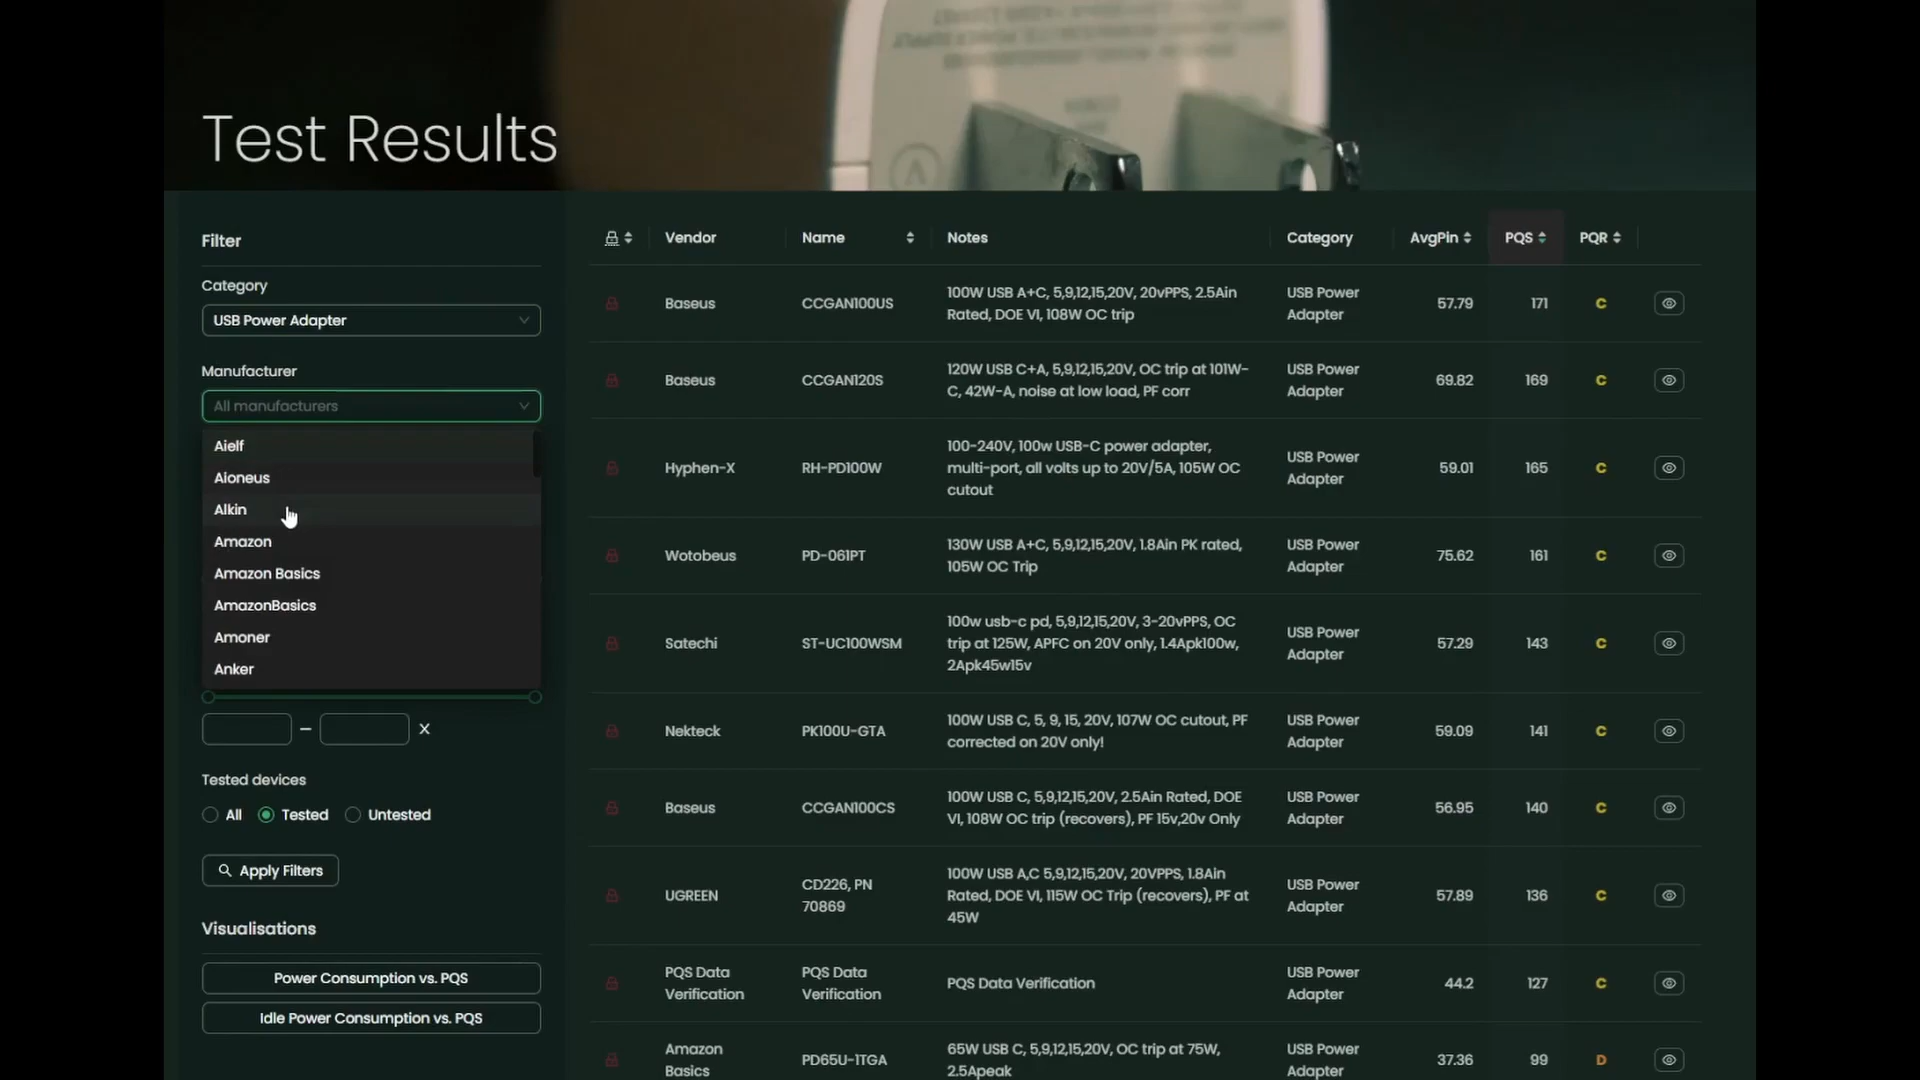 Test Results
Filter
Category
USB Power Adapter
Manufacturer
All manufacturers
Aielf
Aioneus
Alkin
Amazon
Amazon Basics
AmazonBasics
Amoner
Anker
– X
Tested devices
All Tested Untested
Apply Filters
Visualisations
Power Consumption vs. PQS
Idle Power Consumption vs. PQS
Vendor Name Notes Category AvgPin PQS PQR
Baseus CCGAN100US 100W USB A+C, 5,9,12,15,20V, 20vPPS, 2.5Ain USB Power 57.79 171 C
Rated, DOE VI, 108W OC trip Adapter
Baseus CCGAN120S 120W USB C+A, 5,9,12,15,20V, OC trip at 101W- USB Power 69.82 169 C
C, 42W-A, noise at low load, PF corr Adapter
Hyphen-X RH-PD100W 100-240V, 100w USB-C power adapter, USB Power 59.01 165 C
multi-port, all volts up to 20V/5A, 105W OC Adapter
cutout
Wotobeus PD-061PT 130W USB A+C, 5,9,12,15,20V, 1.8Ain PK rated, USB Power 75.62 161 C
105W OC Trip Adapter
Satechi ST-UC100WSM 100w usb-c pd, 5,9,12,15,20V, 3-20vPPS, OC USB Power 57.29 143 C
trip at 125W, APFC on 20V only, 1.4Apk100w, Adapter
2Apk45w15v
Nekteck PK100U-GTA 100W USB C, 5, 9, 15, 20V, 107W OC cutout, PF USB Power 59.09 141 C
corrected on 20V only! Adapter
Baseus CCGAN100CS 100W USB C, 5,9,12,15,20V, 2.5Ain Rated, DOE USB Power 56.95 140 C
VI, 108W OC trip (recovers), PF 15v,20v Only Adapter
UGREEN CD226, PN 100W USB A,C 5,9,12,15,20V, 20VPPS, 1.8Ain USB Power 57.89 136 C
70869 Rated, DOE VI, 115W OC Trip (recovers), PF at Adapter
45W
PQS Data PQS Data PQS Data Verification USB Power 44.2 127 C
Verification Verification Adapter
Amazon PD65U-1TGA 65W USB C, 5,9,12,15,20V, OC trip at 75W, USB Power 37.36 99 D
Basics 2.5Apeak Adapter